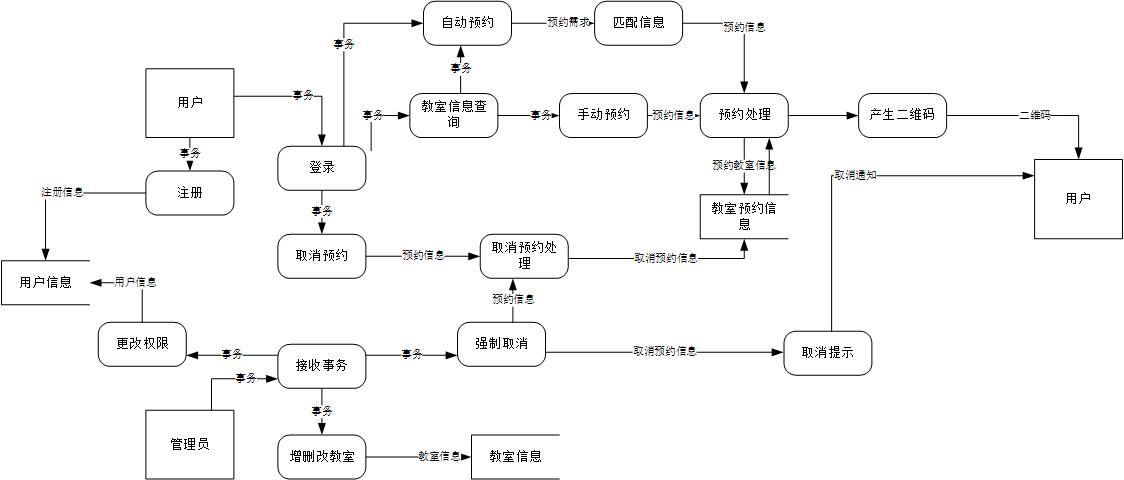 自动预约
预约需求
匹配信息
预约信息
事务
事务
用户
事务
事务
教室信息查
询
事务
手动预约
预约信息
预约处理
产生二维码
二维码
事务
登录
预约教室信息
取消通知
注册信息
注册
用户
事务
教室预约信
息
取消预约
预约信息
取消预约处
理
取消预约信息
用户信息
用户信息
预约信息
更改权限
事务
接收事务
事务
强制取消
取消预约信息
取消提示
事务
事务
管理员
增删改教室
教室信息
教室信息